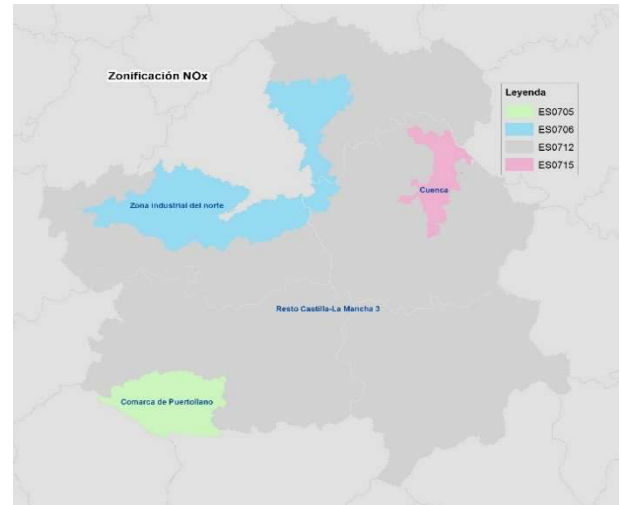 Zonificación NOx
Leyenda
ES0705
ES0706
ES0712
ES0715
Cuenca
Zona industrial del norte
Resto Castilla-La Mancha 3
Comarca de Puertollano